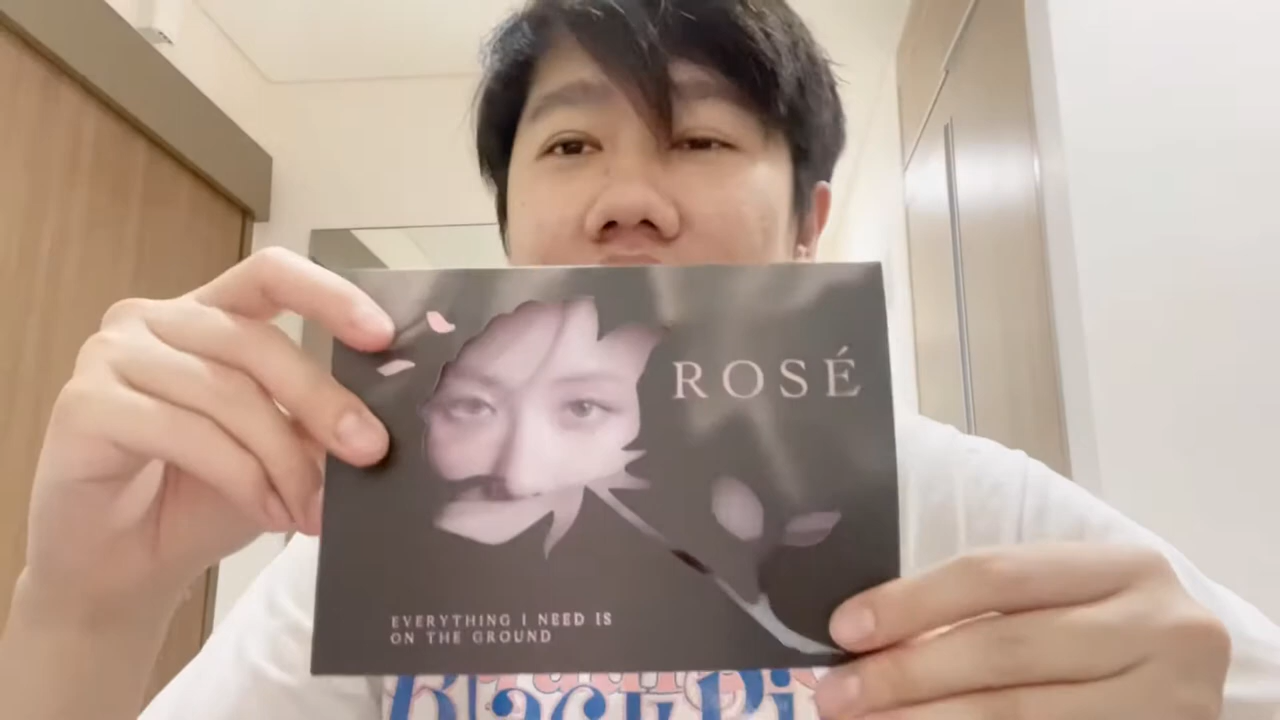 ROSÉ
EVERYTHING I NEED IS
ON THE GROUND